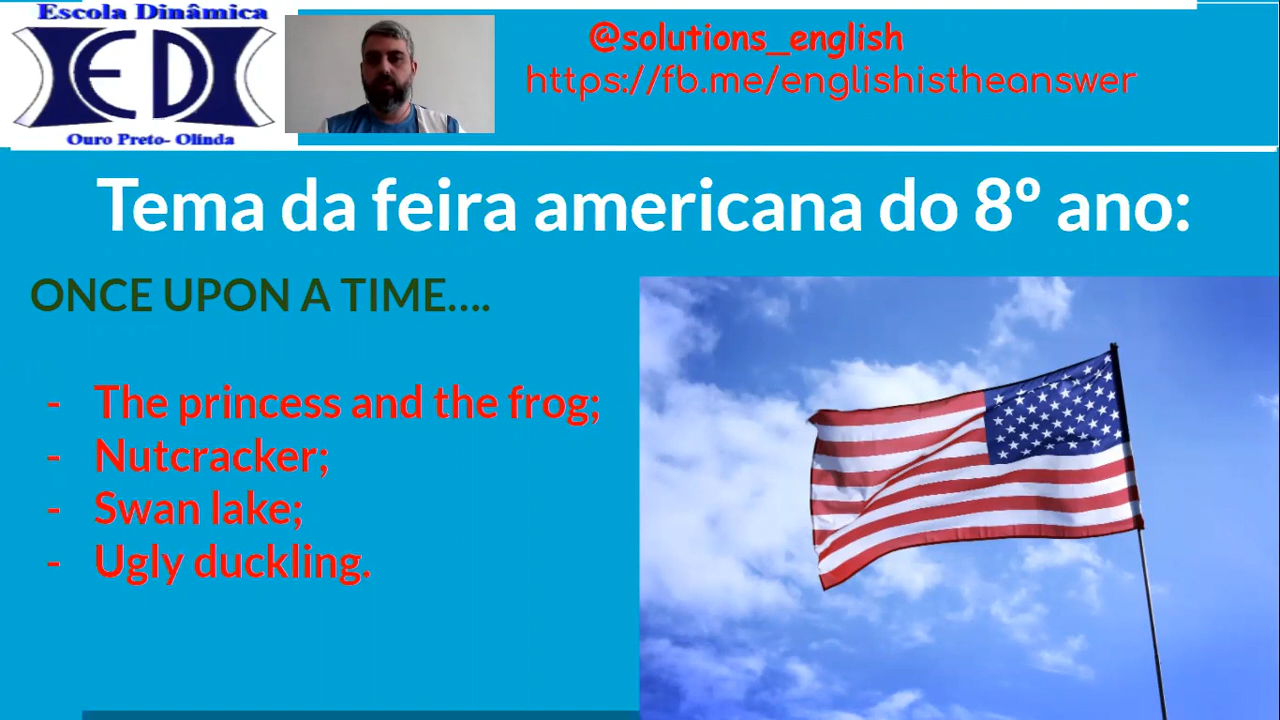 Escola Dinâmica
ED
Ouro Preto- Olinda
@solutions_english
https://fb.me/englishistheanswer
Tema da feira americana do 8º ano:
ONCE UPON A TIME....
- The princess and the frog;
- Nutcracker;
- Swan lake;
- Ugly duckling.